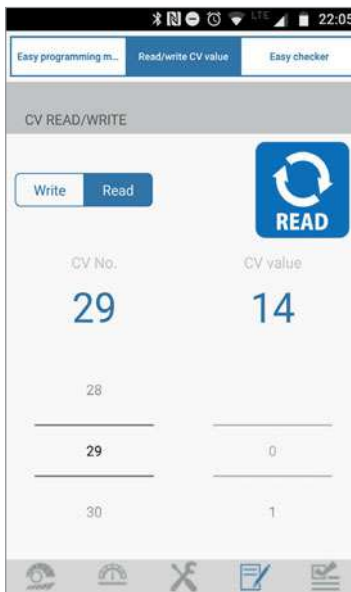 LTE 22:05
Easy programming m... Read/write CV value Easy checker
CV READ/WRITE
Write Read
READ
CV No. CV value
29 14
28
29 0
30 1